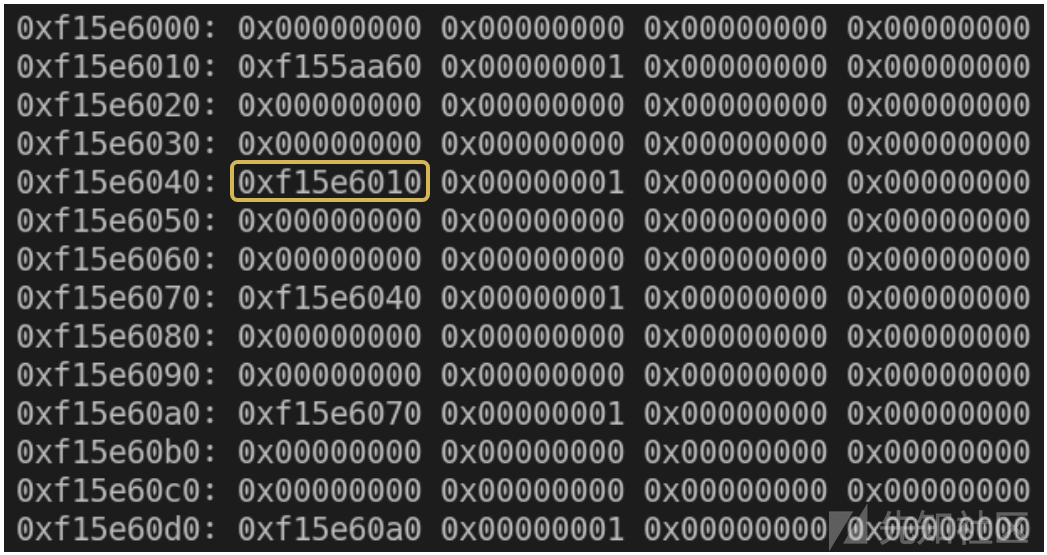 0xf15e6000: 0x00000000 0x00000000 0x00000000 0x00000000
0xf15e6010: 0xf155aa60 0x00000001 0x00000000 0x00000000
0xf15e6020: 0x00000000 0x00000000 0x00000000 0x00000000
0xf15e6030: 0x00000000 0x00000000 0x00000000 0x00000000
0xf15e6040: 0xf15e6010 0x00000001 0x00000000 0x00000000
0xf15e6050: 0x00000000 0x00000000 0x00000000 0x00000000
0xf15e6060: 0x00000000 0x00000000 0x00000000 0x00000000
0xf15e6070: 0xf15e6040 0x00000001 0x00000000 0x00000000
0xf15e6080: 0x00000000 0x00000000 0x00000000 0x00000000
0xf15e6090: 0x00000000 0x00000000 0x00000000 0x00000000
0xf15e60a0: 0xf15e6070 0x00000001 0x00000000 0x00000000
0xf15e60b0: 0x00000000 0x00000000 0x00000000 0x00000000
0xf15e60c0: 0x00000000 0x00000000 0x00000000 0x00000000
0xf15e60d0: 0xf15e60a0 0x00000001 0x00000000 0x00000000
先知社区